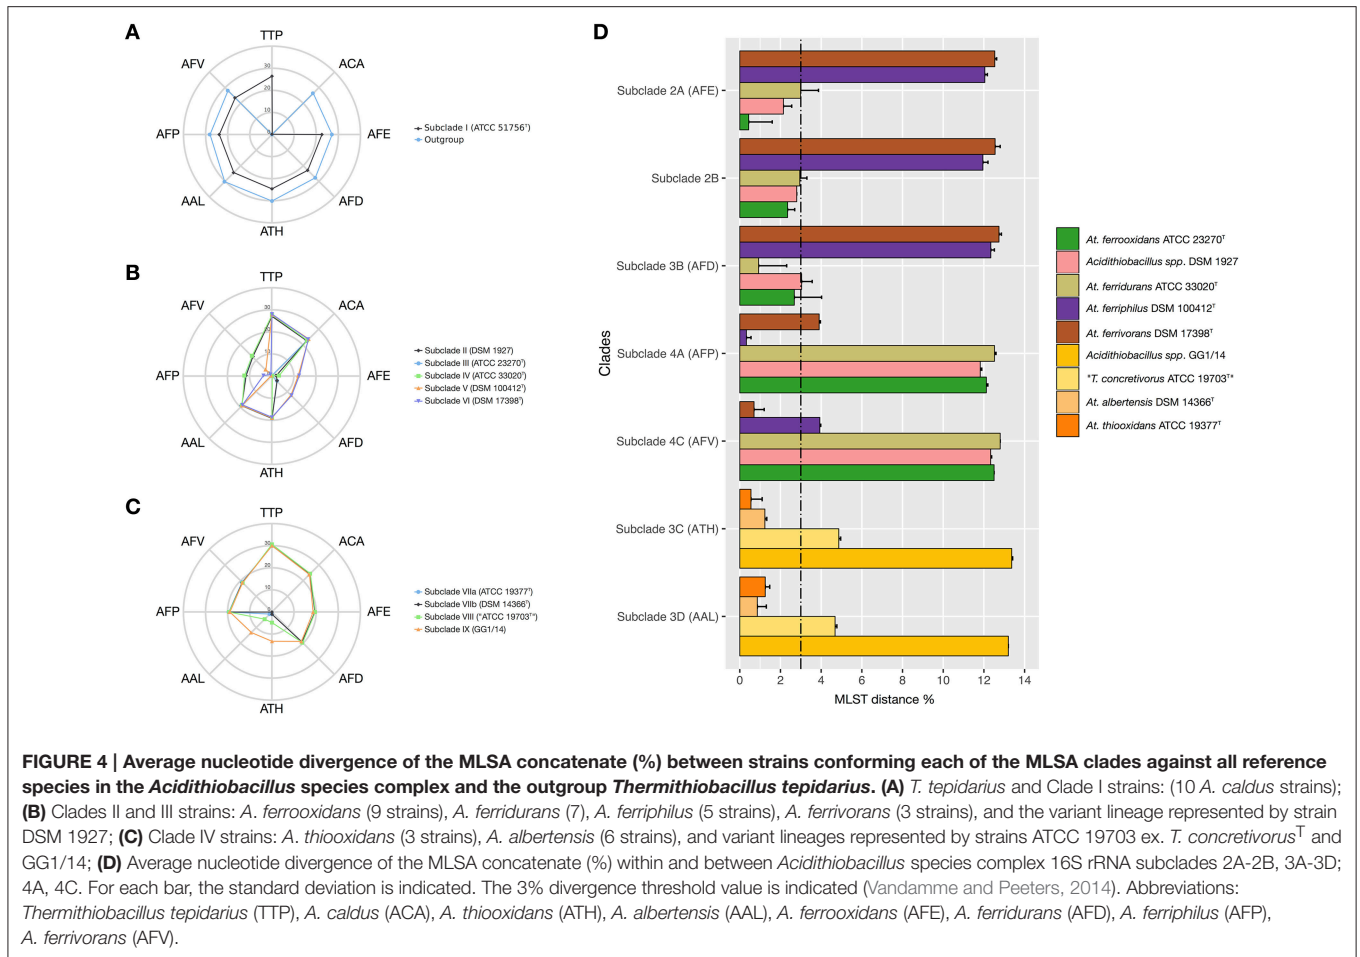 A
TTP
AFV
ACA
30
20
10
0
AFP
AFE
AAL
AFD
ATH
Subclade I (ATCC 51756ᵀ)
Outgroup
B
TTP
AFV
ACA
30
20
10
AFP
AFE
AAL
AFD
ATH
Subclade II (DSM 1927)
Subclade III (ATCC 23270ᵀ)
Subclade IV (ATCC 33020ᵀ)
Subclade V (DSM 100412ᵀ)
Subclade VI (DSM 17398ᵀ)
C
TTP
AFV
ACA
30
20
10
0
AFP
AFE
AAL
AFD
ATH
Subclade VIIa (ATCC 19377ᵀ)
Subclade VIIb (DSM 14366ᵀ)
Subclade VIII ("ATCC 19703ᵀ")
Subclade IX (GG1/14)
D
Clades
Subclade 2A (AFE)
Subclade 2B
Subclade 3B (AFD)
Subclade 4A (AFP)
Subclade 4C (AFV)
Subclade 3C (ATH)
Subclade 3D (AAL)
0 2 4 6 8 10 12 14
MLST distance %
At. ferrooxidans ATCC 23270ᵀ
Acidithiobacillus spp. DSM 1927
At. ferridurans ATCC 33020ᵀ
At. ferriphilus DSM 100412ᵀ
At. ferrivorans DSM 17398ᵀ
Acidithiobacillus spp. GG1/14
"T. concretivorus ATCC 19703ᵀ"
At. albertensis DSM 14366ᵀ
At. thiooxidans ATCC 19377ᵀ
FIGURE 4 | Average nucleotide divergence of the MLSA concatenate (%) between strains conforming each of the MLSA clades against all reference
species in the Acidithiobacillus species complex and the outgroup Thermithiobacillus tepidarius. (A) T. tepidarius and Clade I strains: (10 A. caldus strains);
(B) Clades II and III strains: A. ferrooxidans (9 strains), A. ferridurans (7), A. ferriphilus (5 strains), A. ferrivorans (3 strains), and the variant lineage represented by strain
DSM 1927; (C) Clade IV strains: A. thiooxidans (3 strains), A. albertensis (6 strains), and variant lineages represented by strains ATCC 19703 ex. T. concretivorusᵀ and
GG1/14; (D) Average nucleotide divergence of the MLSA concatenate (%) within and between Acidithiobacillus species complex 16S rRNA subclades 2A-2B, 3A-3D;
4A, 4C. For each bar, the standard deviation is indicated. The 3% divergence threshold value is indicated (Vandamme and Peeters, 2014). Abbreviations:
Thermithiobacillus tepidarius (TTP), A. caldus (ACA), A. thiooxidans (ATH), A. albertensis (AAL), A. ferrooxidans (AFE), A. ferridurans (AFD), A. ferriphilus (AFP),
A. ferrivorans (AFV).